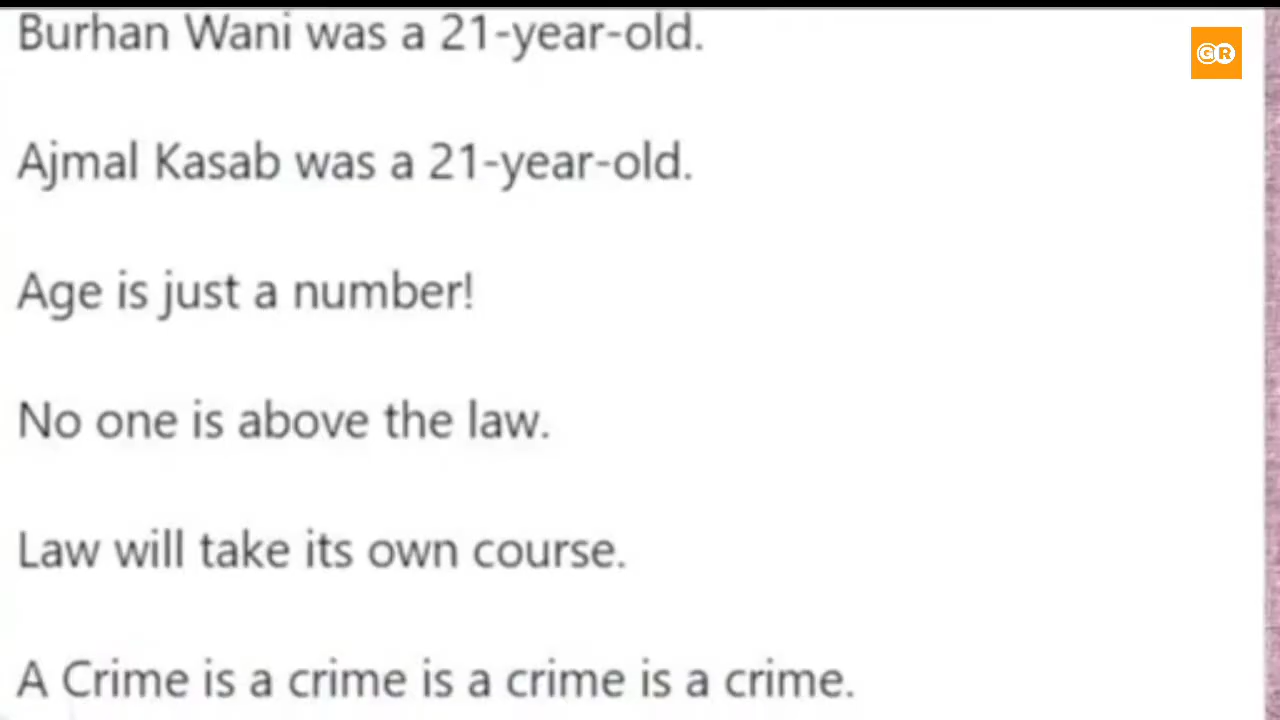 Burhan Wani was a 21-year-old.
GR
Ajmal Kasab was a 21-year-old.
Age is just a number!
No one is above the law.
Law will take its own course.
A Crime is a crime is a crime is a crime.